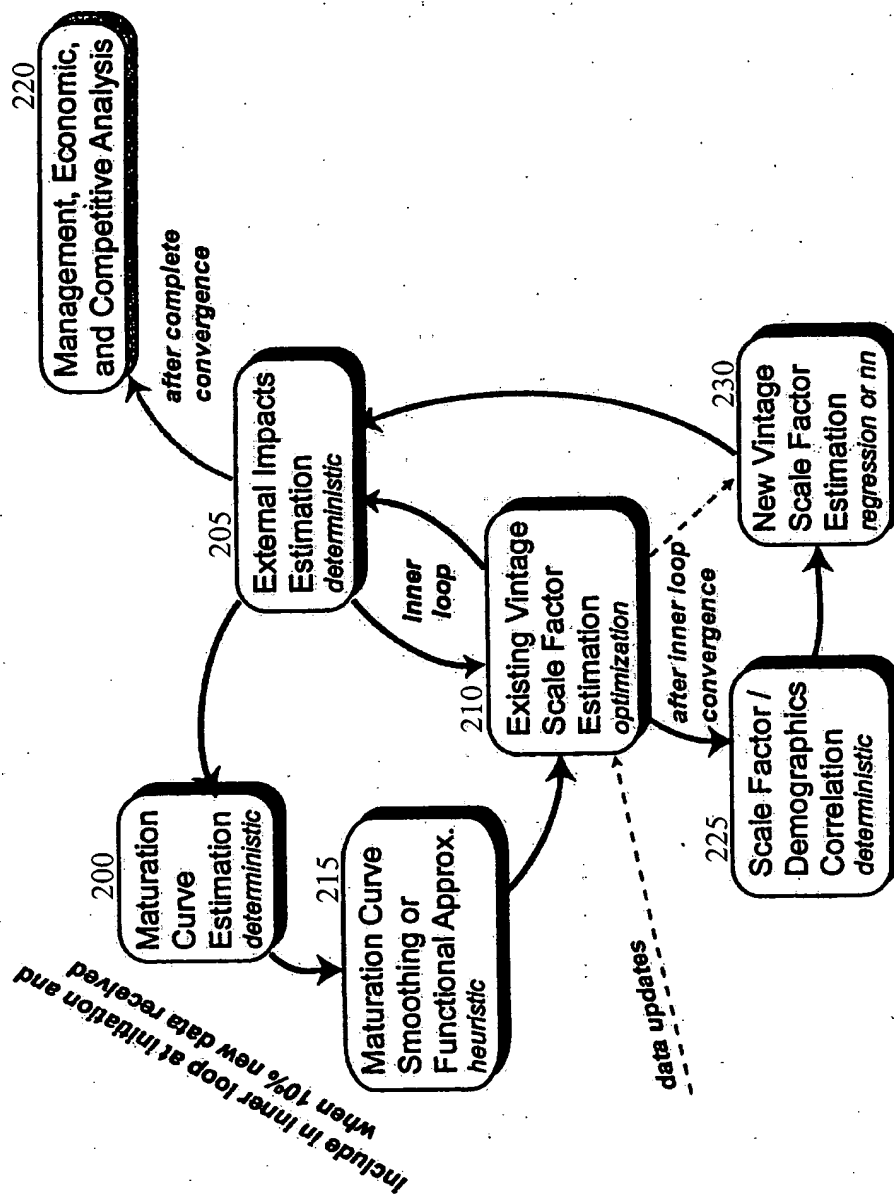 Include in Inner loop at initiation and
when 10% new data received
200
Maturation
Curve
Estimation
deterministic
215
Maturation Curve
Smoothing or
Functional Approx.
heuristic
205
External Impacts
Estimation
deterministic
after complete
convergence
220
Management, Economic,
and Competitive Analysis
Inner
loop
210
Existing Vintage
Scale Factor
Estimation
optimization
data updates
after inner loop
convergence
225
Scale Factor /
Demographics
Correlation
deterministic
230
New Vintage
Scale Factor
Estimation
regression or nn